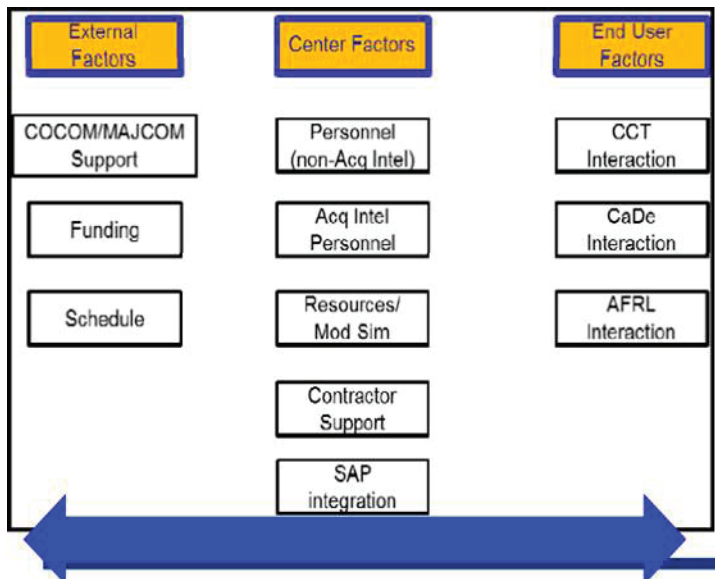 External
Factors
Center Factors
End User
Factors
COCOM/MAJCOM
Support
Personnel
(non-Acq Intel)
CCT
Interaction
Funding
Acq Intel
Personnel
CaDe
Interaction
Schedule
Resources/
Mod Sim
AFRL
Interaction
Contractor
Support
SAP
integration